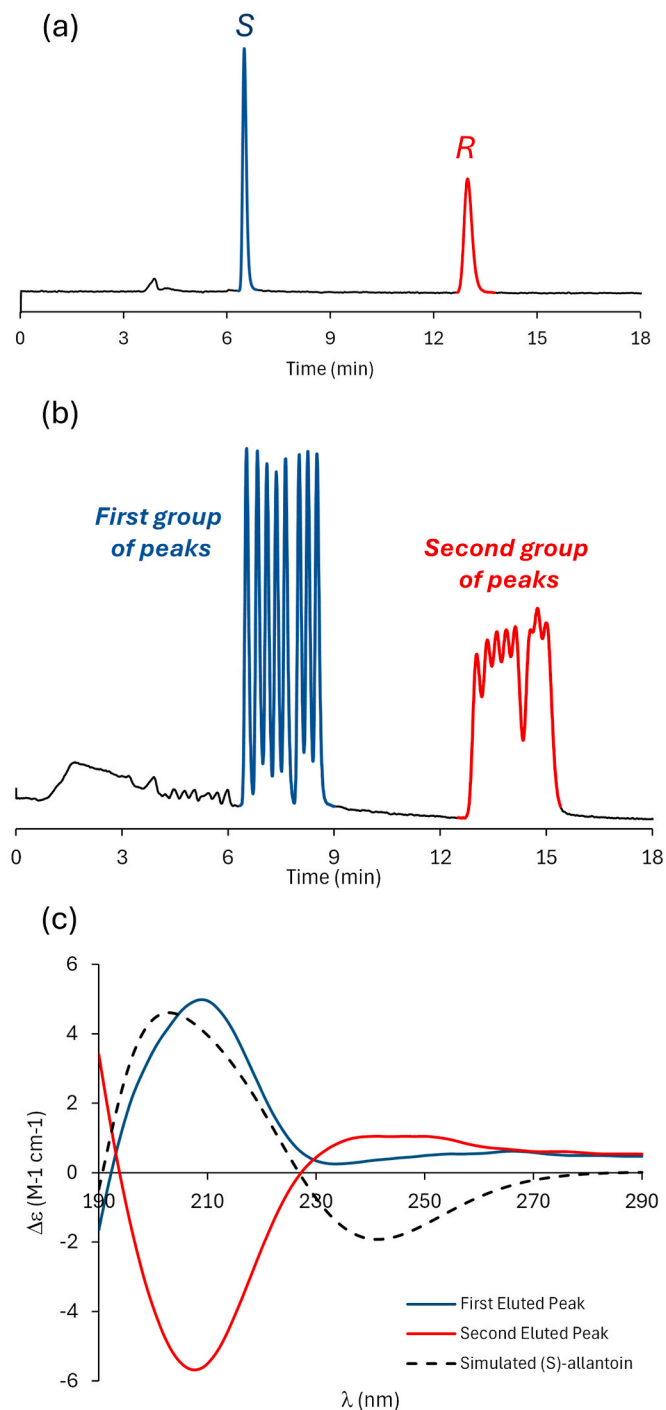 (a)
S
R
0 3 6 9 12 15 18
Time (min)
(b)
First group
of peaks
Second group
of peaks
0 3 6 9 12 15 18
Time (min)
(c)
6
4
2
0
-2
-4
-6
190 210 230 250 270 290
Δε (M-1 cm-1)
First Eluted Peak
Second Eluted Peak
Simulated (S)-allantoin
λ (nm)